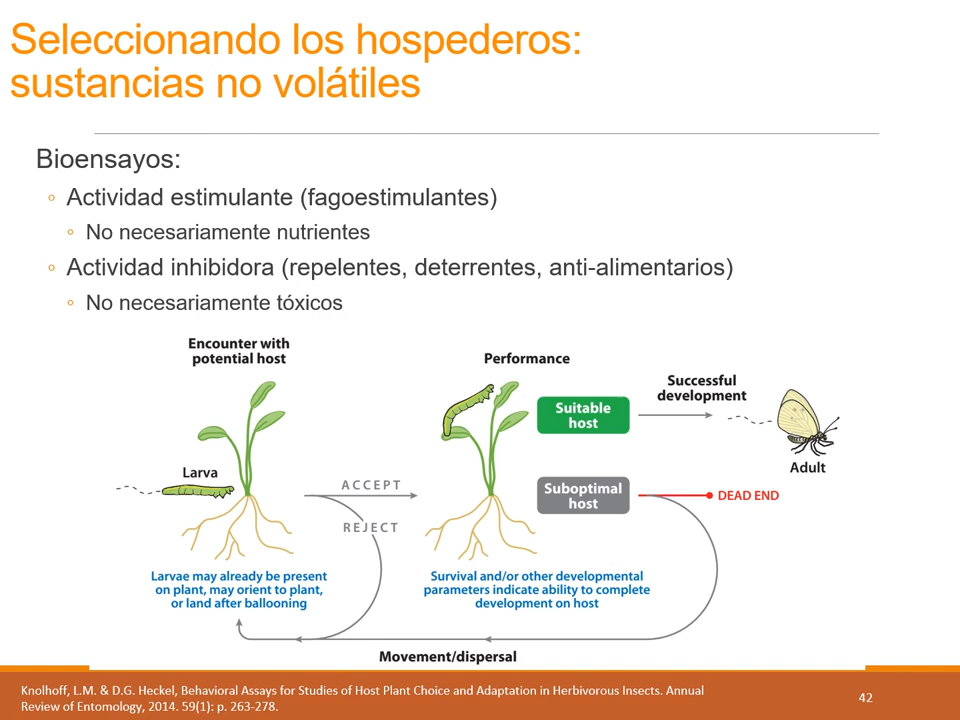 Seleccionando los hospederos:
sustancias no volátiles
Bioensayos:
◦ Actividad estimulante (fagoestimulantes)
◦ No necesariamente nutrientes
◦ Actividad inhibidora (repelentes, deterrentes, anti-alimentarios)
◦ No necesariamente tóxicos
Encounter with
potential host
Larva
ACCEPT
REJECT
Larvae may already be present
on plant, may orient to plant,
or land after ballooning
Performance
Suitable
host
Successful
development
Adult
Suboptimal
host
DEAD END
Survival and/or other developmental
parameters indicate ability to complete
development on host
Movement/dispersal
Knolhoff, L.M. & D.G. Heckel, Behavioral Assays for Studies of Host Plant Choice and Adaptation in Herbivorous Insects. Annual
Review of Entomology, 2014. 59(1): p. 263-278.
42